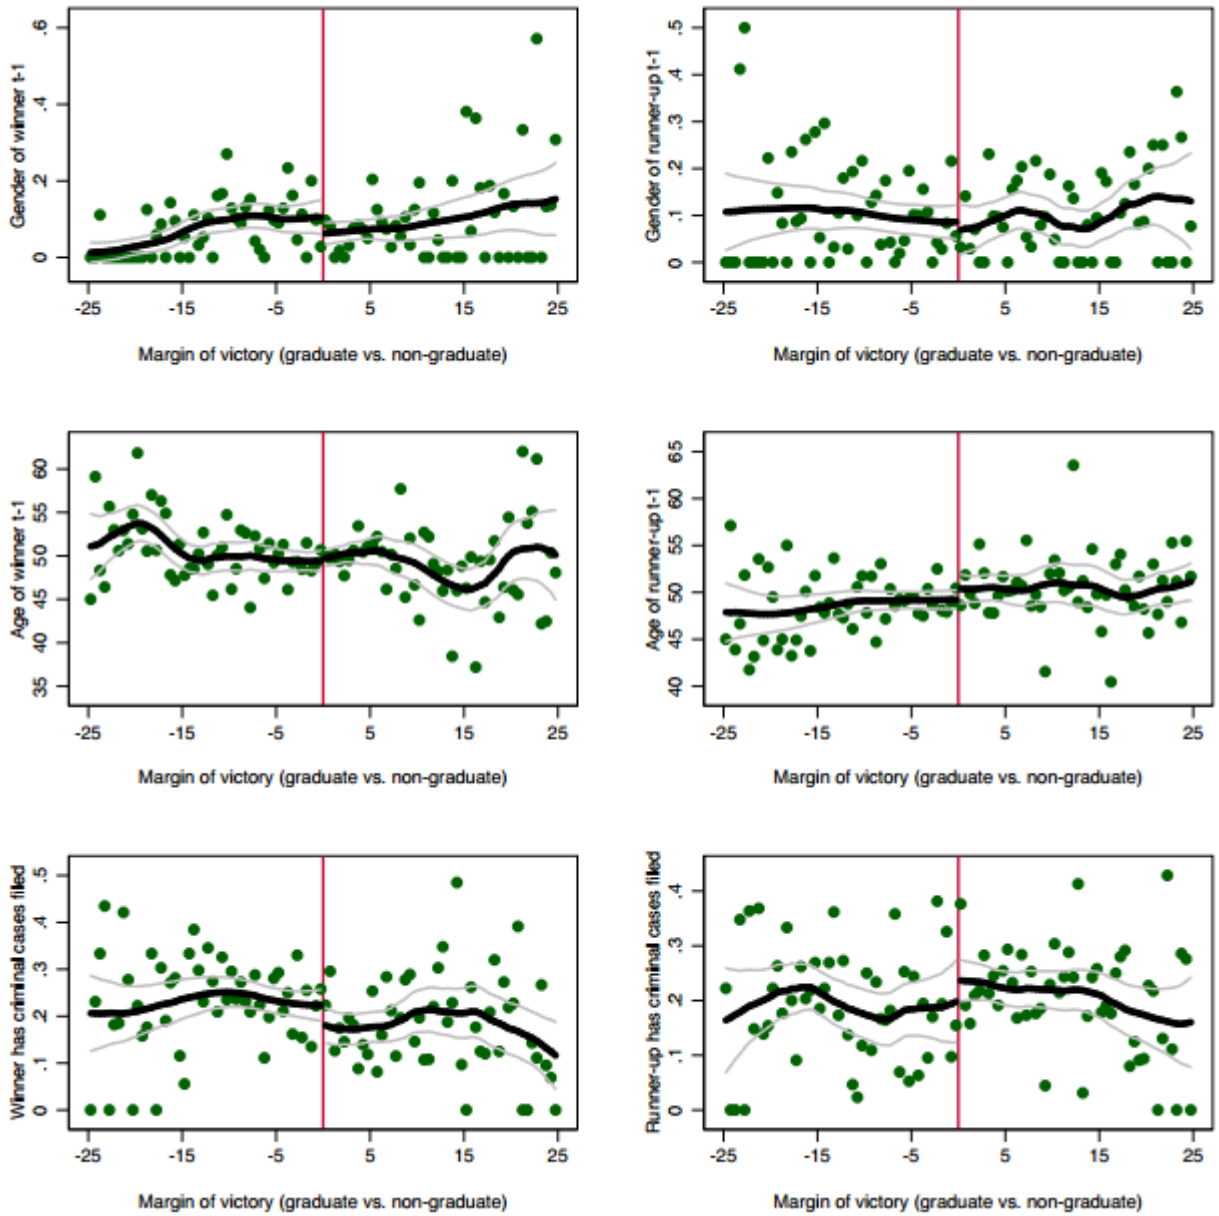 Gender of winner t-1
.6
.4
.2
0
-25 -15 -5 5 15 25
Margin of victory (graduate vs. non-graduate)
Gender of runner-up t-1
.5
.4
.3
.2
.1
0
-25 -15 -5 5 15 25
Margin of victory (graduate vs. non-graduate)
Age of winner t-1
60
55
50
45
40
35
-25 -15 -5 5 15 25
Margin of victory (graduate vs. non-graduate)
Age of runner-up t-1
65
60
55
50
45
40
-25 -15 -5 5 15 25
Margin of victory (graduate vs. non-graduate)
Winner has criminal cases filed
.5
.4
.3
.2
.1
0
-25 -15 -5 5 15 25
Margin of victory (graduate vs. non-graduate)
Runner-up has criminal cases filed
.4
.3
.2
.1
0
-25 -15 -5 5 15 25
Margin of victory (graduate vs. non-graduate)